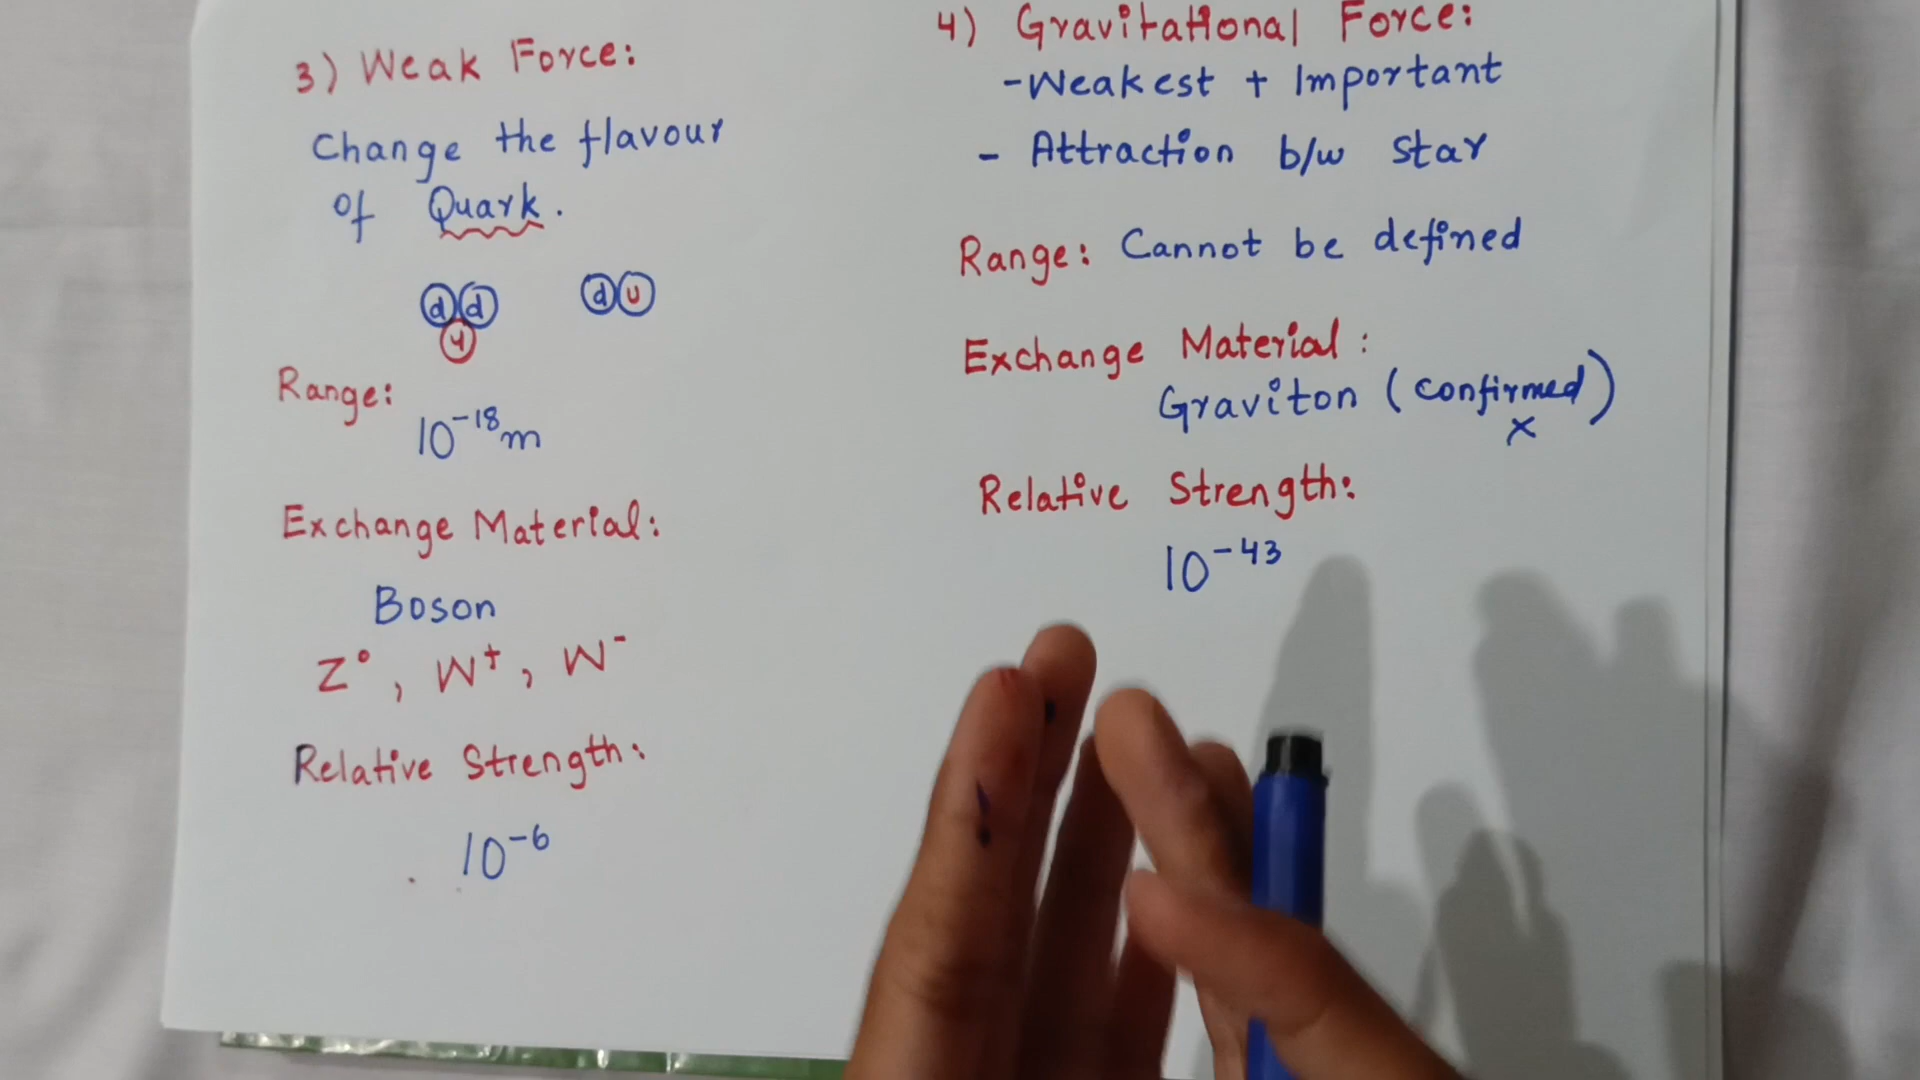 3) Weak Force:
Change the flavour
of Quark.
d d d u
u
Range:
10⁻¹⁸m
Exchange Material:
Boson
Z°, W⁺, W⁻
Relative Strength:
10⁻⁶
4) Gravitational Force:
-Weakest + Important
- Attraction b/w star
Range: Cannot be defined
Exchange Material:
Graviton (confirmed)
x
Relative Strength:
10⁻⁴³